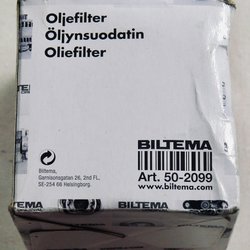 Oljefilter
Öljynsuodatin
Oliefilter
Biltema,
Garnisonsgatan 26, 2nd FL,
SE-254 66 Helsingborg.
BILTEMA
Art. 50-2099
www.biltema.com